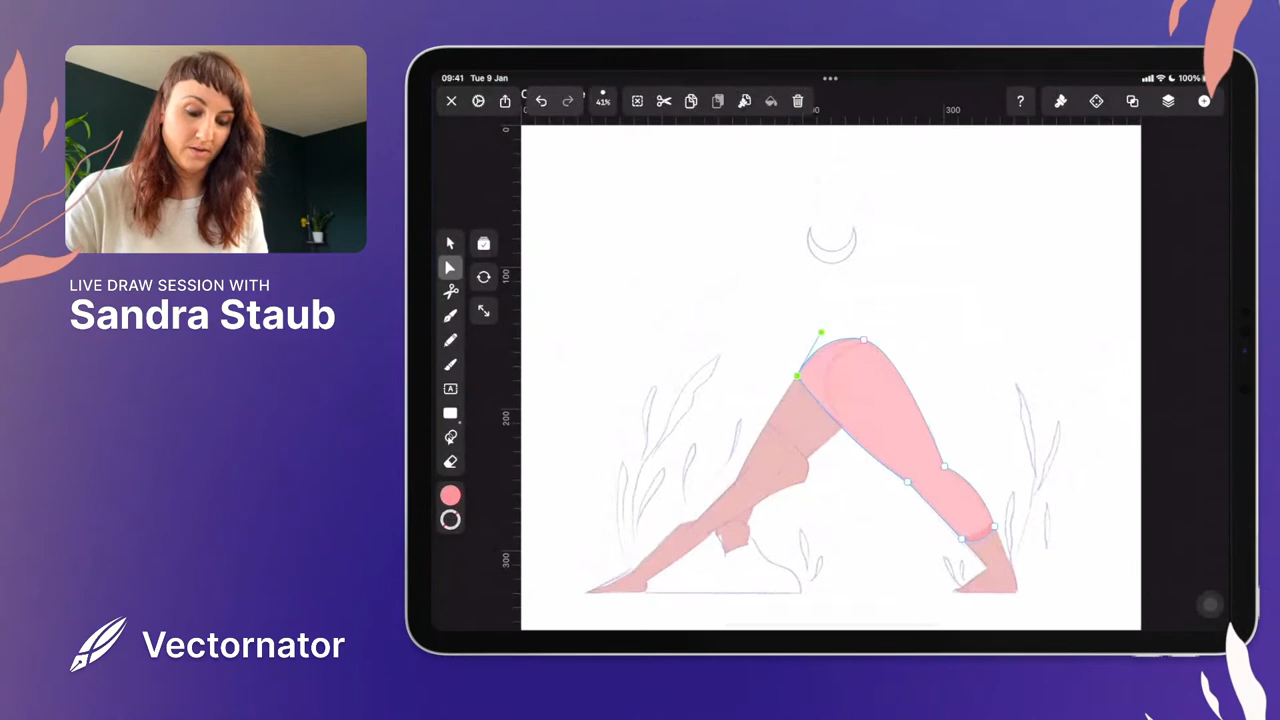 LIVE DRAW SESSION WITH
Sandra Staub
Vectornator
09:41 Tue 9 Jan
100%
41%
?
300
0
100
200
300
A